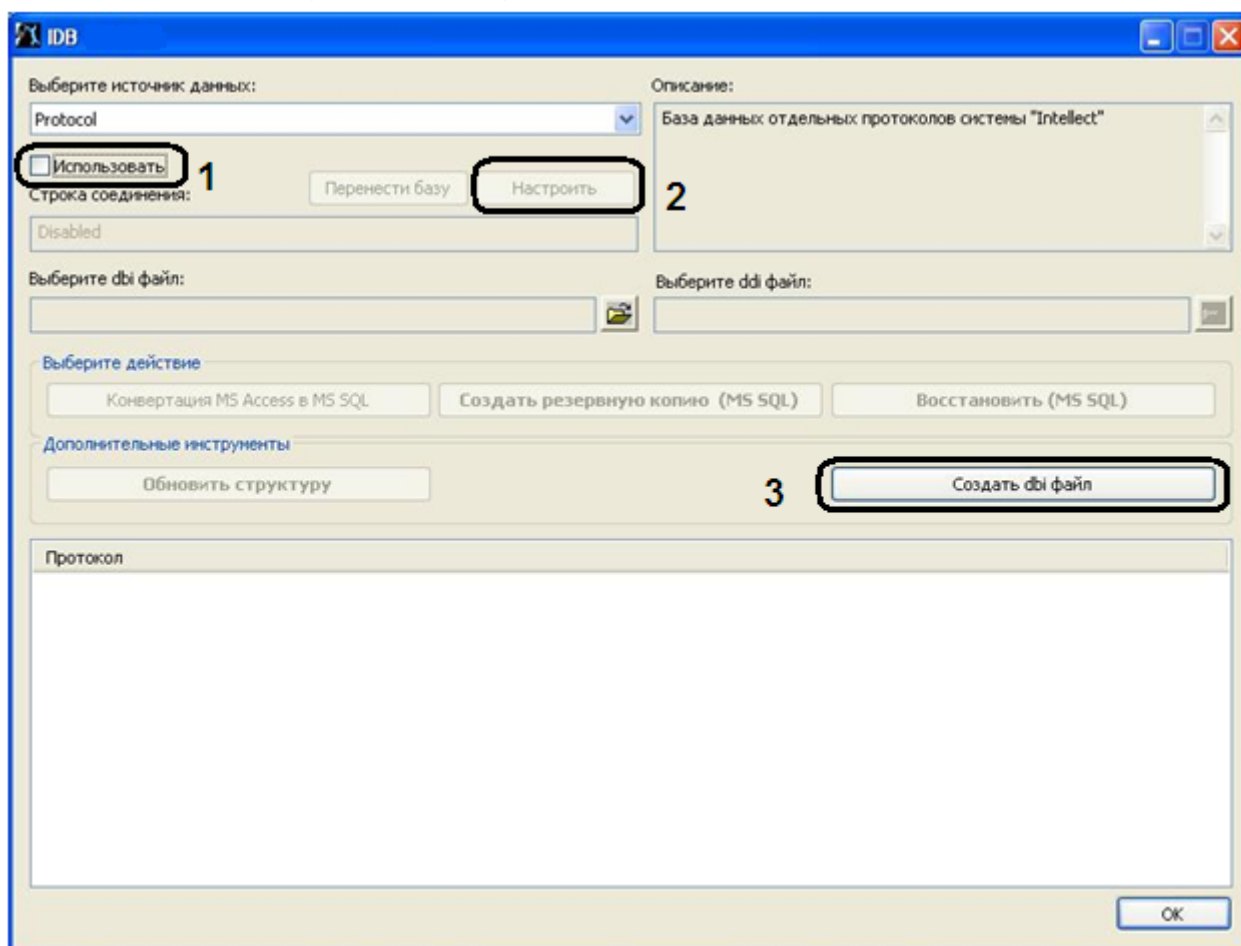 IDB
Выберите источник данных:
Описание:
Protocol
База данных отдельных протоколов системы "Intellect"
Использовать
1
Перенести базу
Настроить
2
Строка соединения:
Disabled
Выберите dbi файл:
Выберите ddi файл:
Выберите действие
Конвертация MS Access в MS SQL
Создать резервную копию (MS SQL)
Восстановить (MS SQL)
Дополнительные инструменты
Обновить структуру
3
Создать dbi файл
Протокол
OK